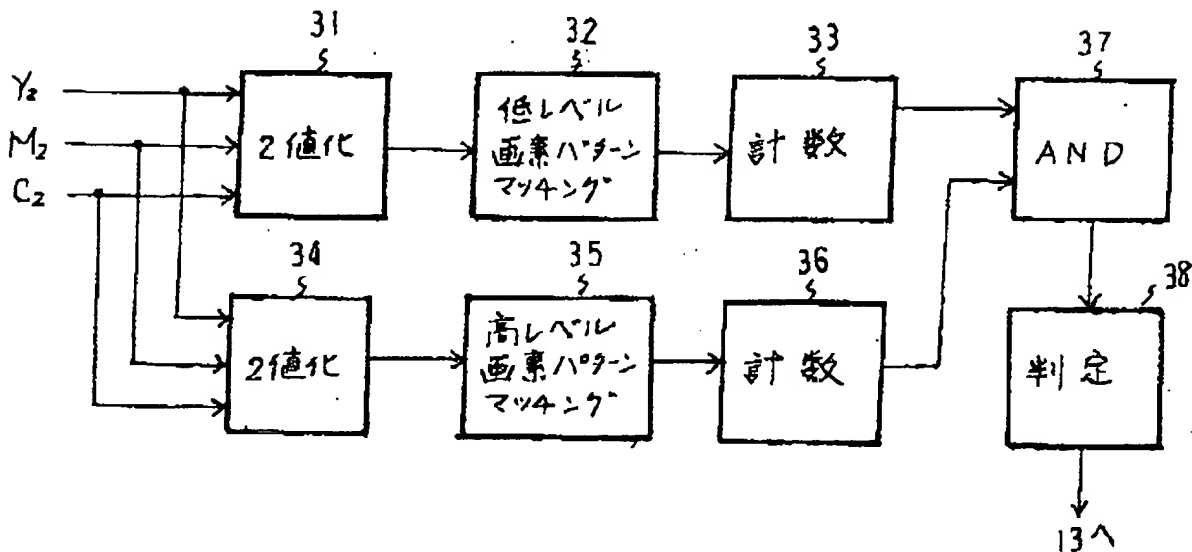 31
32
33
37
Y₂
M₂
C₂
2値化
低レベル
画素パターン
マッチング
計数
AND
34
35
36
38
2値化
高レベル
画素パターン
マッチング
計数
判定
13へ